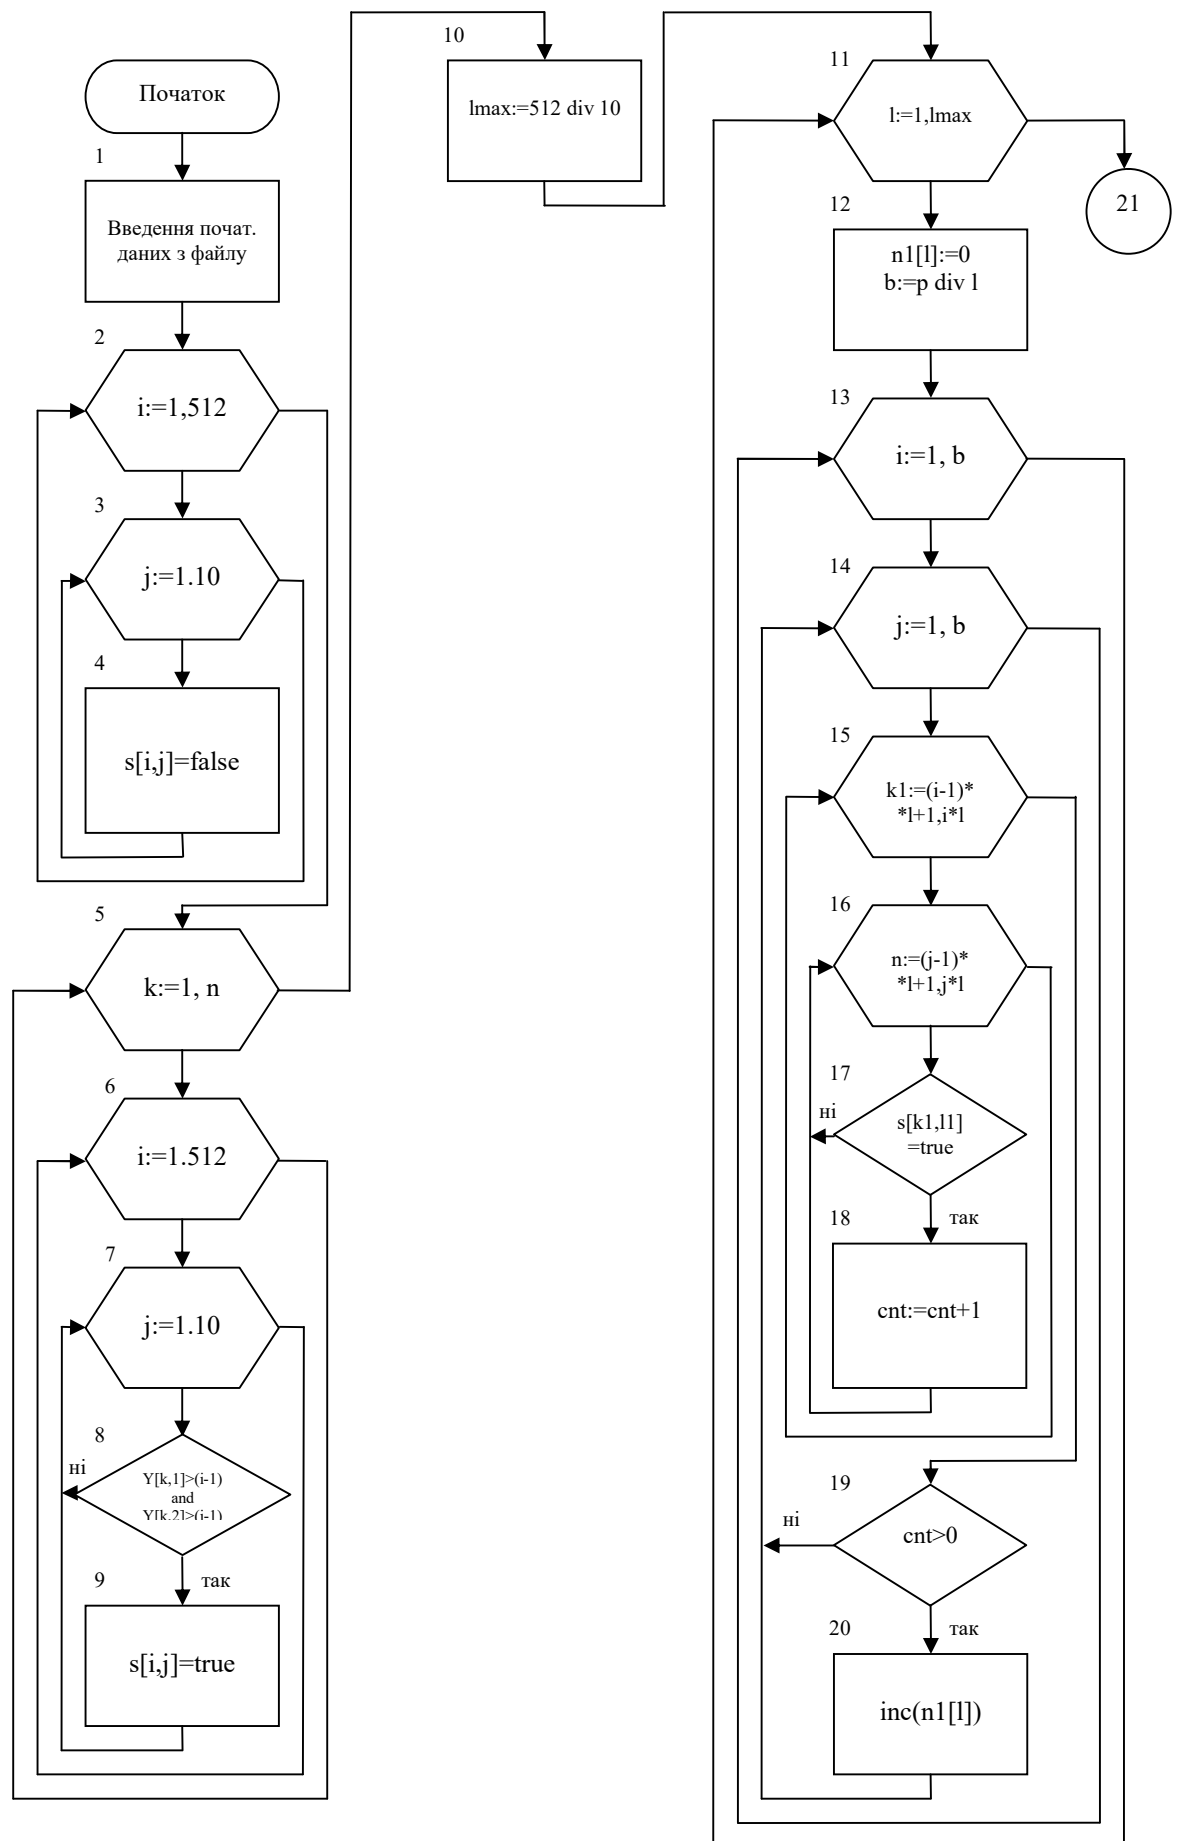 Початок
1
Введення почат.
даних з файлу
2
i:=1,512
3
j:=1.10
4
s[i,j]=false
5
k:=1, n
6
i:=1.512
7
j:=1.10
8
ні
Y[k,1]>(i-1)
and
Y[k,2]>(i-1)
9
так
s[i,j]=true
10
lmax:=512 div 10
11
l:=1,lmax
21
12
n1[l]:=0
b:=p div l
13
i:=1, b
14
j:=1, b
15
k1:=(i-1)*
*l+1,i*l
16
n:=(j-1)*
*l+1,j*l
17
ні
s[k1,l1]
=true
18
так
cnt:=cnt+1
19
ні
cnt>0
20
так
inc(n1[l])